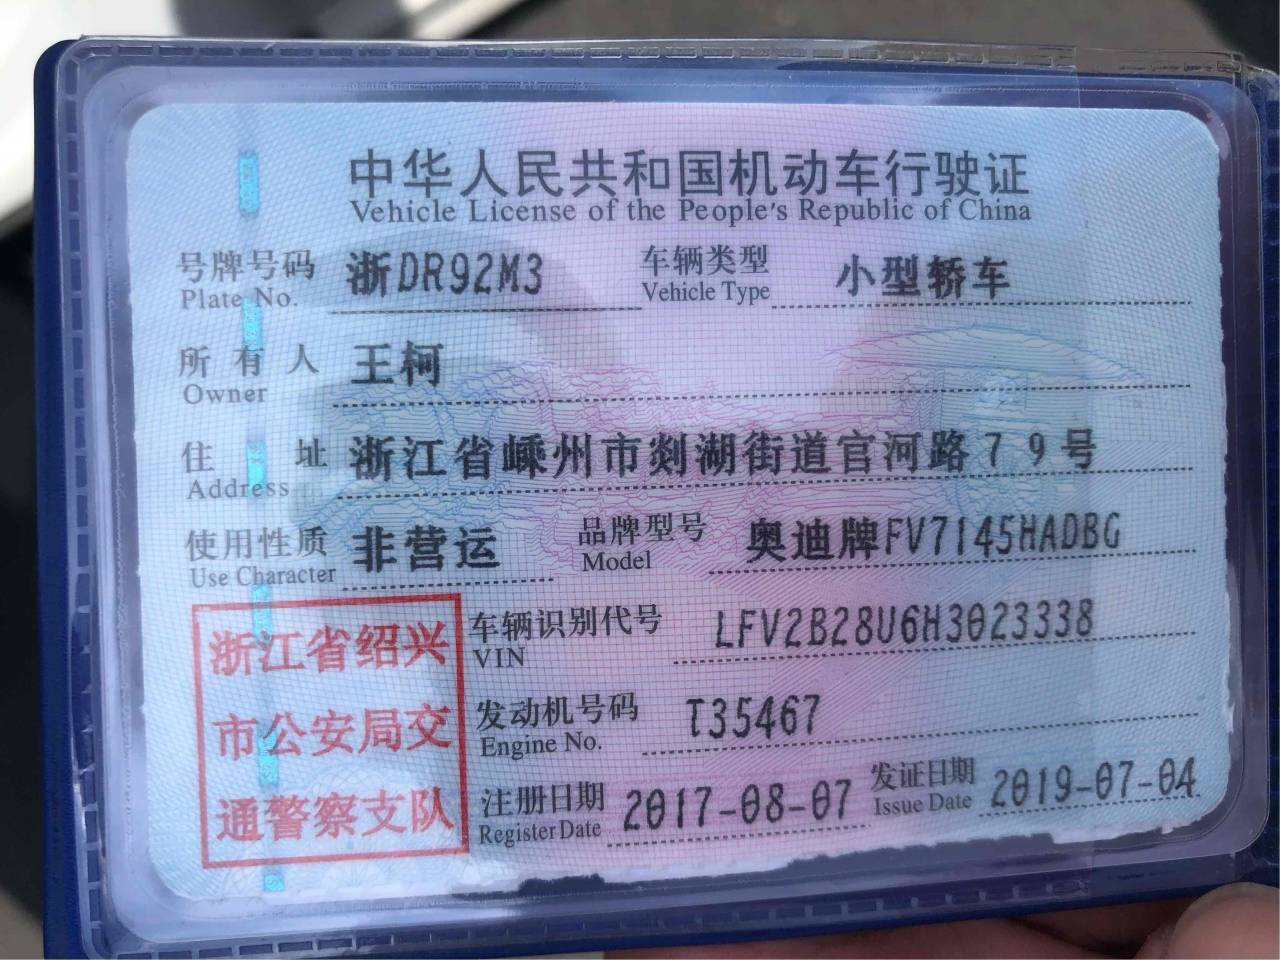 中华人民共和国机动车行驶证
Vehicle License of the People's Republic of China
号牌号码 浙DR92M3 车辆类型 小型轿车
Plate No. Vehicle Type
所有人 王柯
Owner
住址 浙江省嵊州市剡湖街道官河路79号
Address
使用性质 非营运 品牌型号 奥迪牌FV7145HADBG
Use Character Model
浙江省绍兴
市公安局交
通警察支队
车辆识别代号 LFV2B28U6H3023338
VIN
发动机号码 T35467
Engine No.
注册日期 2017-08-07 发证日期 2019-07-04
Register Date Issue Date